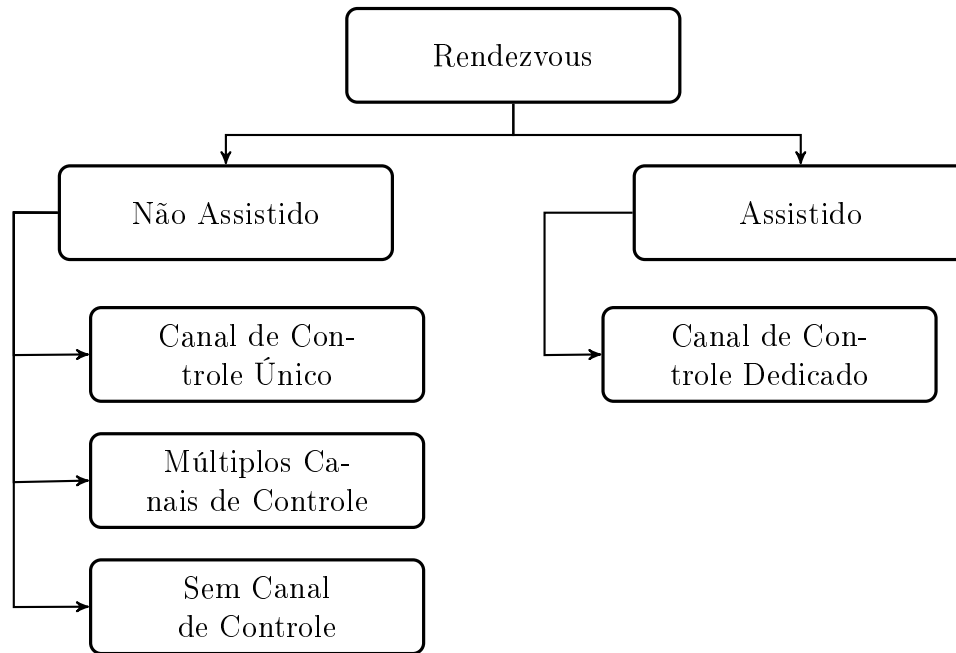 Rendezvous
Não Assistido
Assistido
Canal de Con-
trole Único
Canal de Con-
trole Dedicado
Múltiplos Ca-
nais de Controle
Sem Canal
de Controle